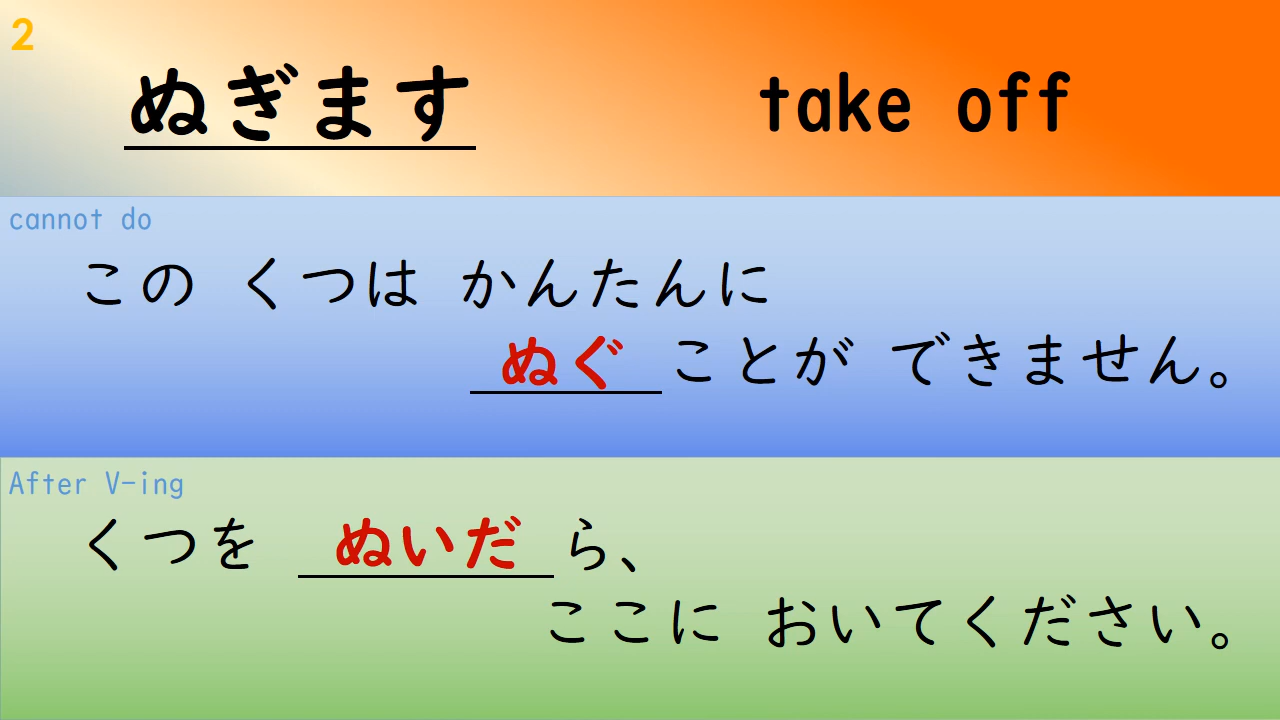 2
ぬぎます take off
cannot do
この くつは かんたんに
ぬぐ ことが できません。
After V-ing
くつを ぬいだ ら、
ここに おいてください。